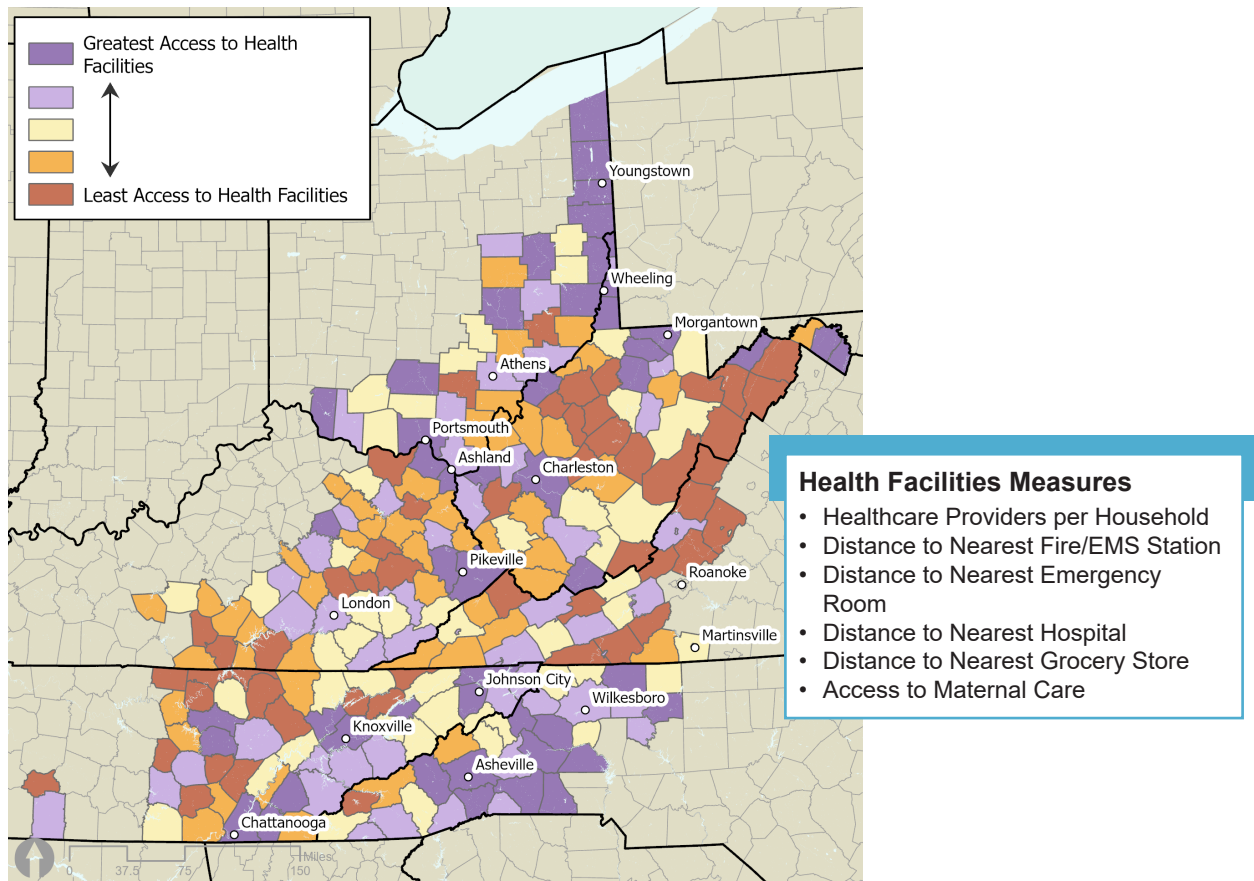 Greatest Access to Health
Facilities
Least Access to Health Facilities
Youngstown
Wheeling
Morgantown
Athens
Portsmouth
Ashland
Charleston
Pikeville
Roanoke
London
Martinsville
Johnson City
Wilkesboro
Knoxville
Asheville
Chattanooga
Miles
0 37.5 75 150
Health Facilities Measures
• Healthcare Providers per Household
• Distance to Nearest Fire/EMS Station
• Distance to Nearest Emergency
Room
• Distance to Nearest Hospital
• Distance to Nearest Grocery Store
• Access to Maternal Care